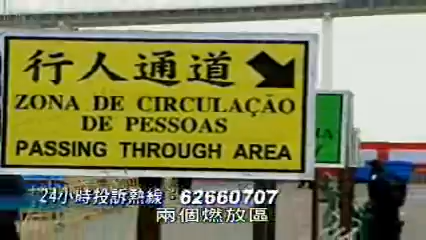 行人通道
ZONA DE CIRCULAÇÃO
DE PESSOAS
PASSING THROUGH AREA
24小時投訴熱線 62660707
兩個燃放區